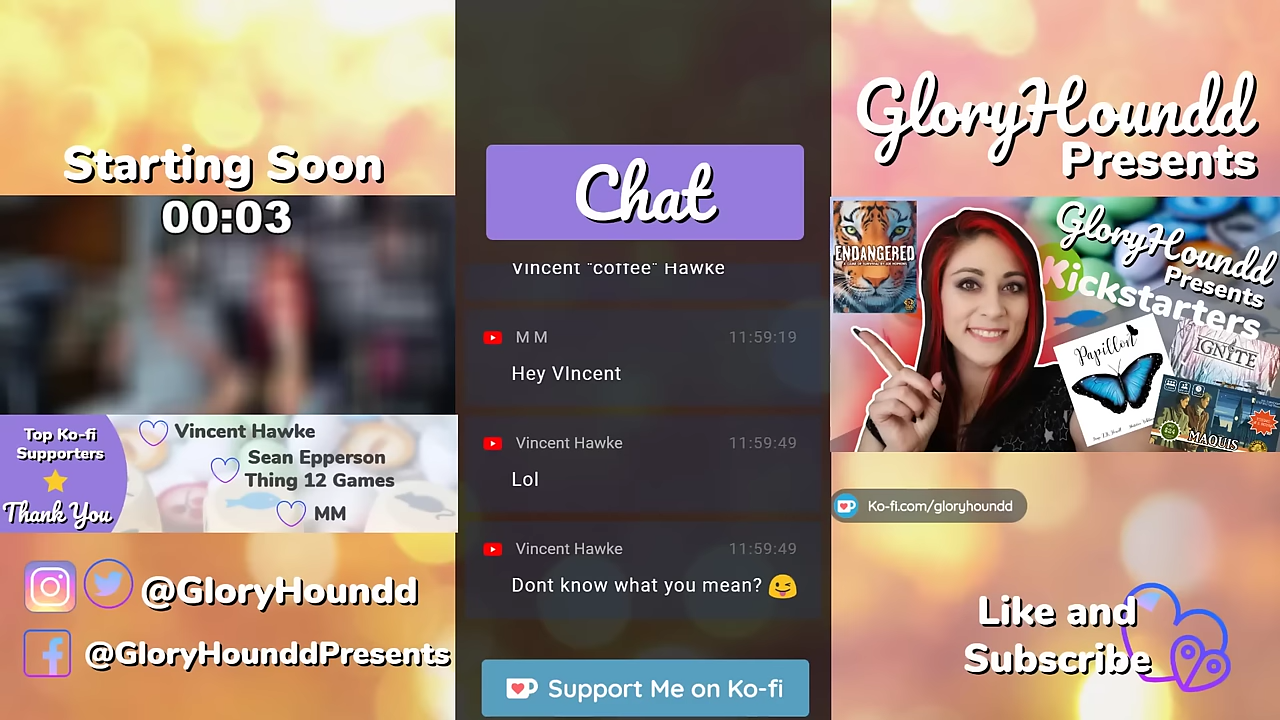 Starting Soon
00:03
Top Ko-fi
Supporters
Thank You
Vincent Hawke
Sean Epperson
Thing 12 Games
MM
@GloryHoundd
@GloryHounddPresents
Chat
Vincent "coffee" Hawke
M M 11:59:19
Hey VIncent
Vincent Hawke 11:59:49
Lol
Vincent Hawke 11:59:49
Dont know what you mean? 😜
Support Me on Ko-fi
GloryHoundd
Presents
ENDANGERED
GloryHoundd
Presents
Kickstarters
Papillon
IGNITE
MAQUIS
Ko-fi.com/gloryhoundd
Like and
Subscribe